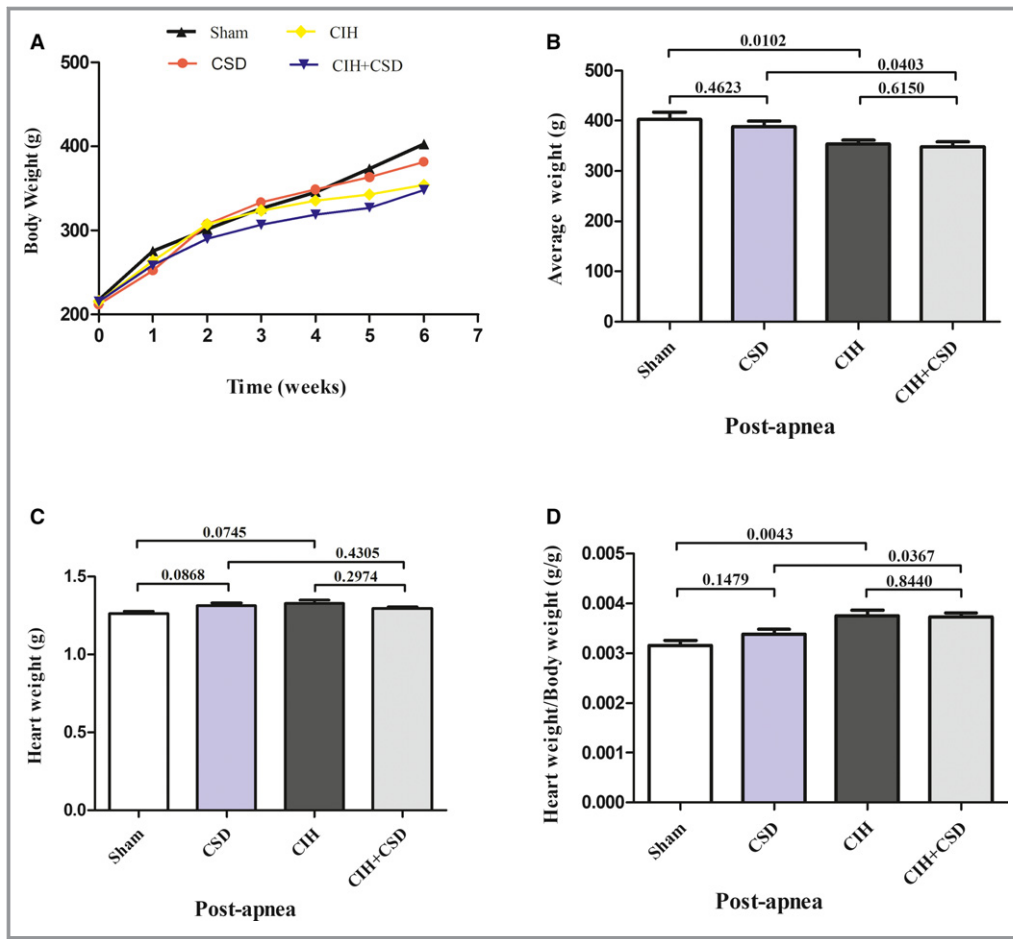 A
Sham
CIH
CSD
CIH+CSD
500
400
300
200
Body Weight (g)
0 1 2 3 4 5 6 7
Time (weeks)
B
0.0102
0.0403
0.4623
0.6150
500
400
300
200
100
0
Average weight (g)
Sham
CSD
CIH
CIH+CSD
Post-apnea
C
0.0745
0.4305
0.0868
0.2974
1.5
1.0
0.5
0.0
Heart weight (g)
Sham
CSD
CIH
CIH+CSD
Post-apnea
D
0.0043
0.0367
0.1479
0.8440
0.005
0.004
0.003
0.002
0.001
0.000
Heart weight/Body weight (g/g)
Sham
CSD
CIH
CIH+CSD
Post-apnea